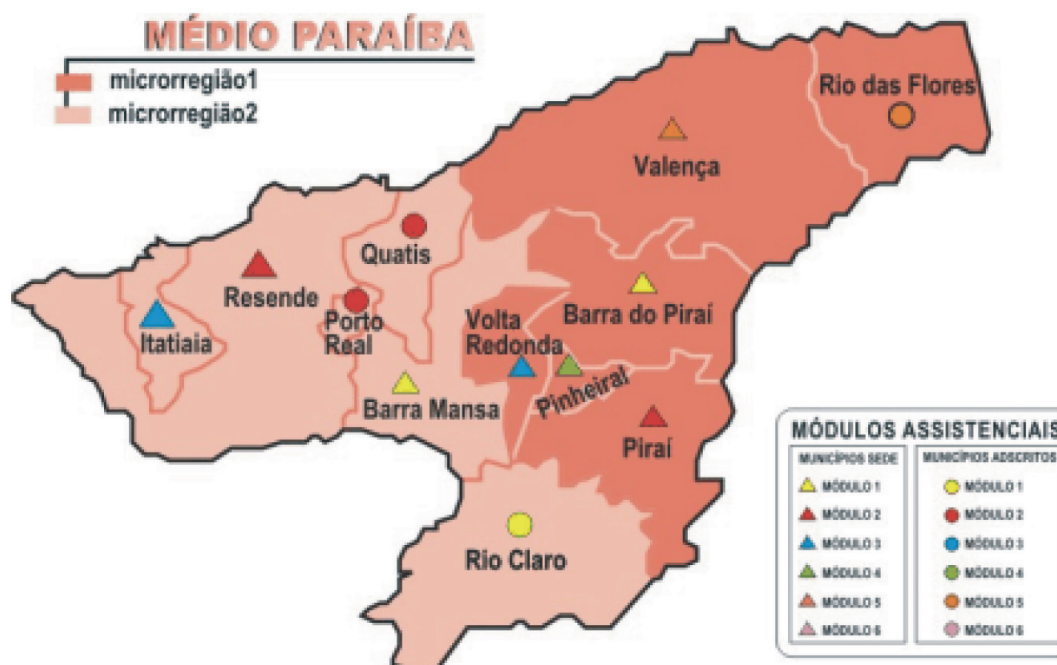 MÉDIO PARAÍBA
microrregião1
microrregião2
Rio das Flores
Valença
Quatis
Resende
Itatiaia
Porto
Real
Volta
Redonda
Barra do Piraí
Pinheiral
Barra Mansa
Piraí
Rio Claro
MÓDULOS ASSISTENCIAIS
MUNICÍPIOS SEDE
MÓDULO 1
MÓDULO 2
MÓDULO 3
MÓDULO 4
MÓDULO 5
MÓDULO 6
MUNICÍPIOS ADSCRITOS
MÓDULO 1
MÓDULO 2
MÓDULO 3
MÓDULO 4
MÓDULO 5
MÓDULO 6